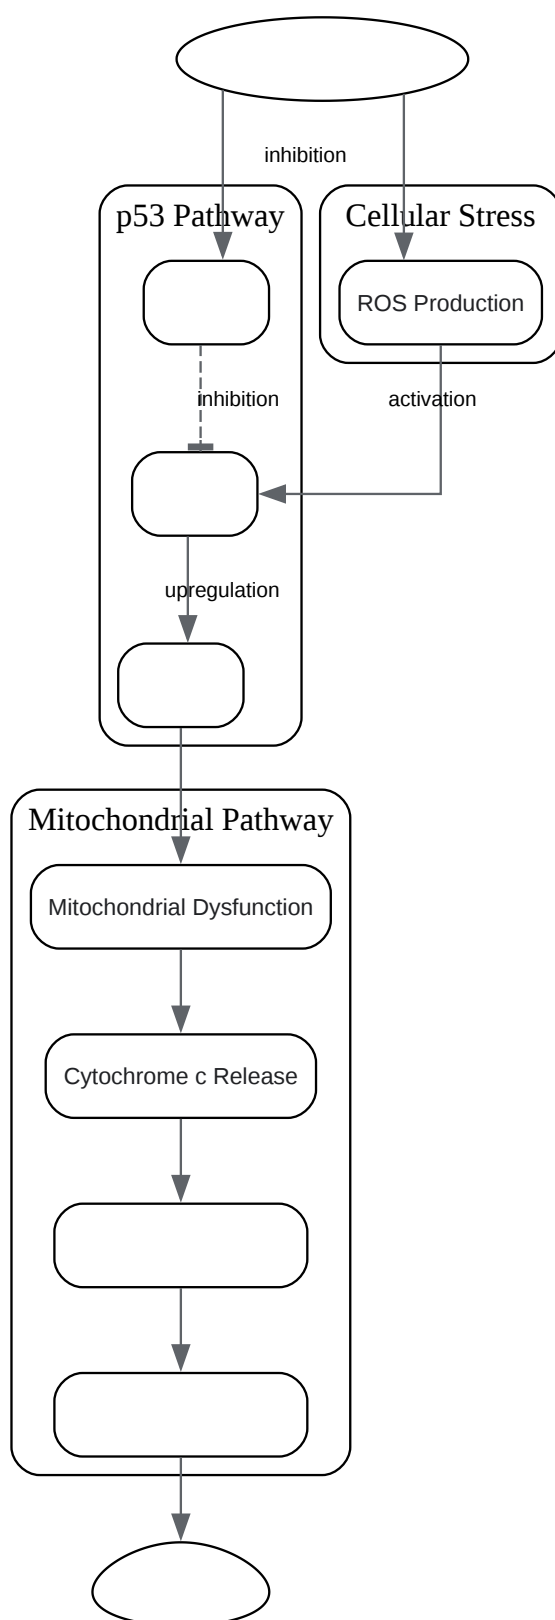 inhibition
p53 Pathway
Cellular Stress
ROS Production
inhibition
activation
upregulation
Mitochondrial Pathway
Mitochondrial Dysfunction
Cytochrome c Release